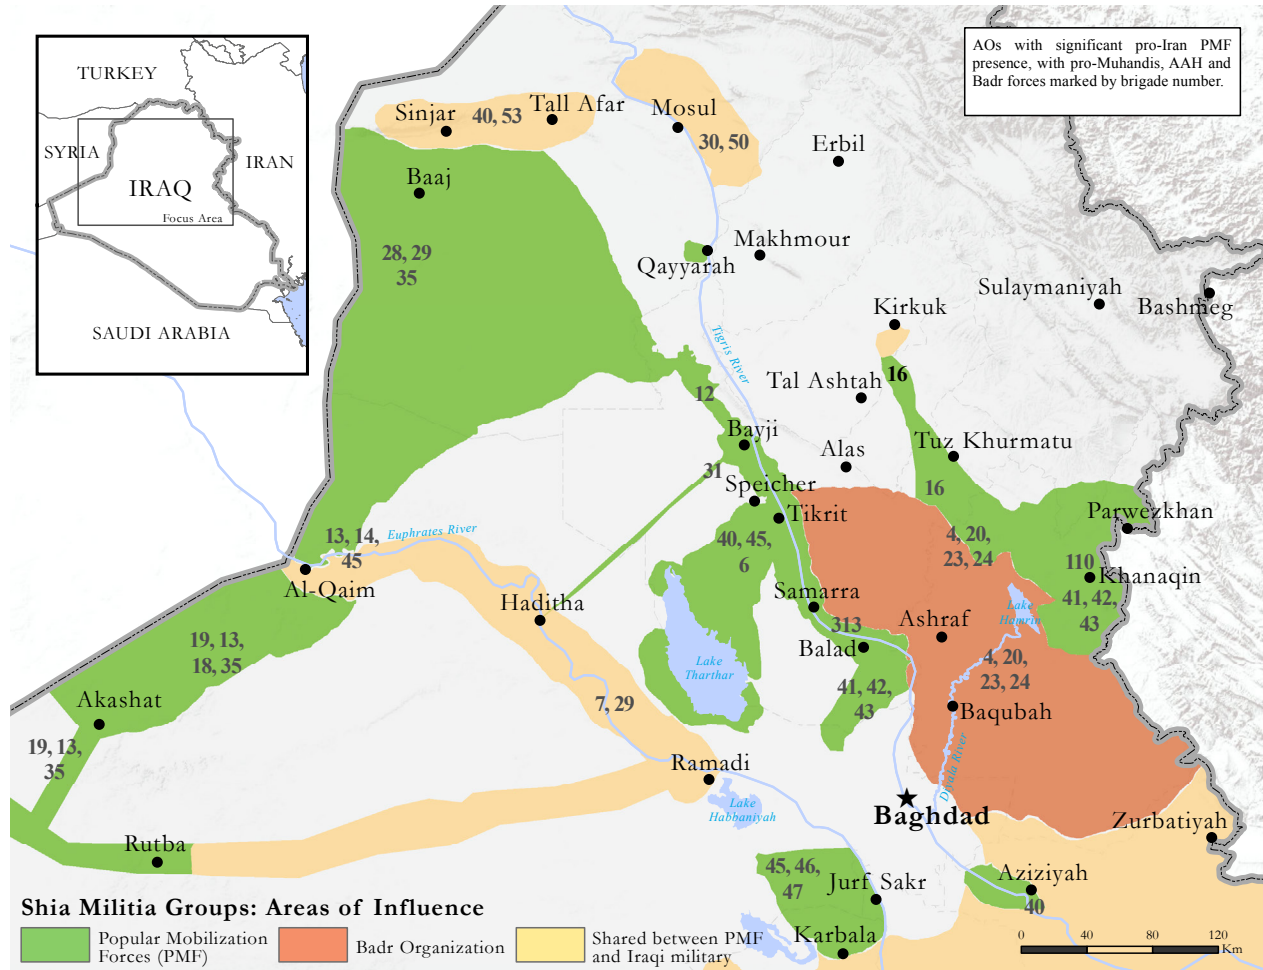 AOs with significant pro-Iran PMF
presence, with pro-Muhandis, AAH and
Badr forces marked by brigade number.
TURKEY
SYRIA
IRAN
IRAQ
Focus Area
SAUDI ARABIA
Sinjar
40, 53
Tall Afar
Mosul
30, 50
Erbil
Baaj
28, 29
35
Qayyarah
Makhmour
Sulaymaniyah
Bashmeg
Kirkuk
Tigris River
16
Tal Ashtah
12
Bayji
Alas
Tuz Khurmatu
31
Speicher
16
Tikrit
Parwezkhan
13, 14,
45
Euphrates River
40, 45,
6
4, 20,
23, 24
110
Khanaqin
41, 42,
43
Al-Qaim
Haditha
Samarra
313
Ashraf
Lake
Hamrin
19, 13,
18, 35
Balad
Lake
Tharthar
4, 20,
23, 24
41, 42,
43
Akashat
7, 29
Baqubah
19, 13,
35
Ramadi
Diyala River
Lake
Habbaniyah
Baghdad
Zurbatiyah
Rutba
45, 46,
47
Jurf Sakr
Aziziyah
40
Karbala
Shia Militia Groups: Areas of Influence
Popular Mobilization
Forces (PMF)
Badr Organization
Shared between PMF
and Iraqi military
0 40 80 120
Km